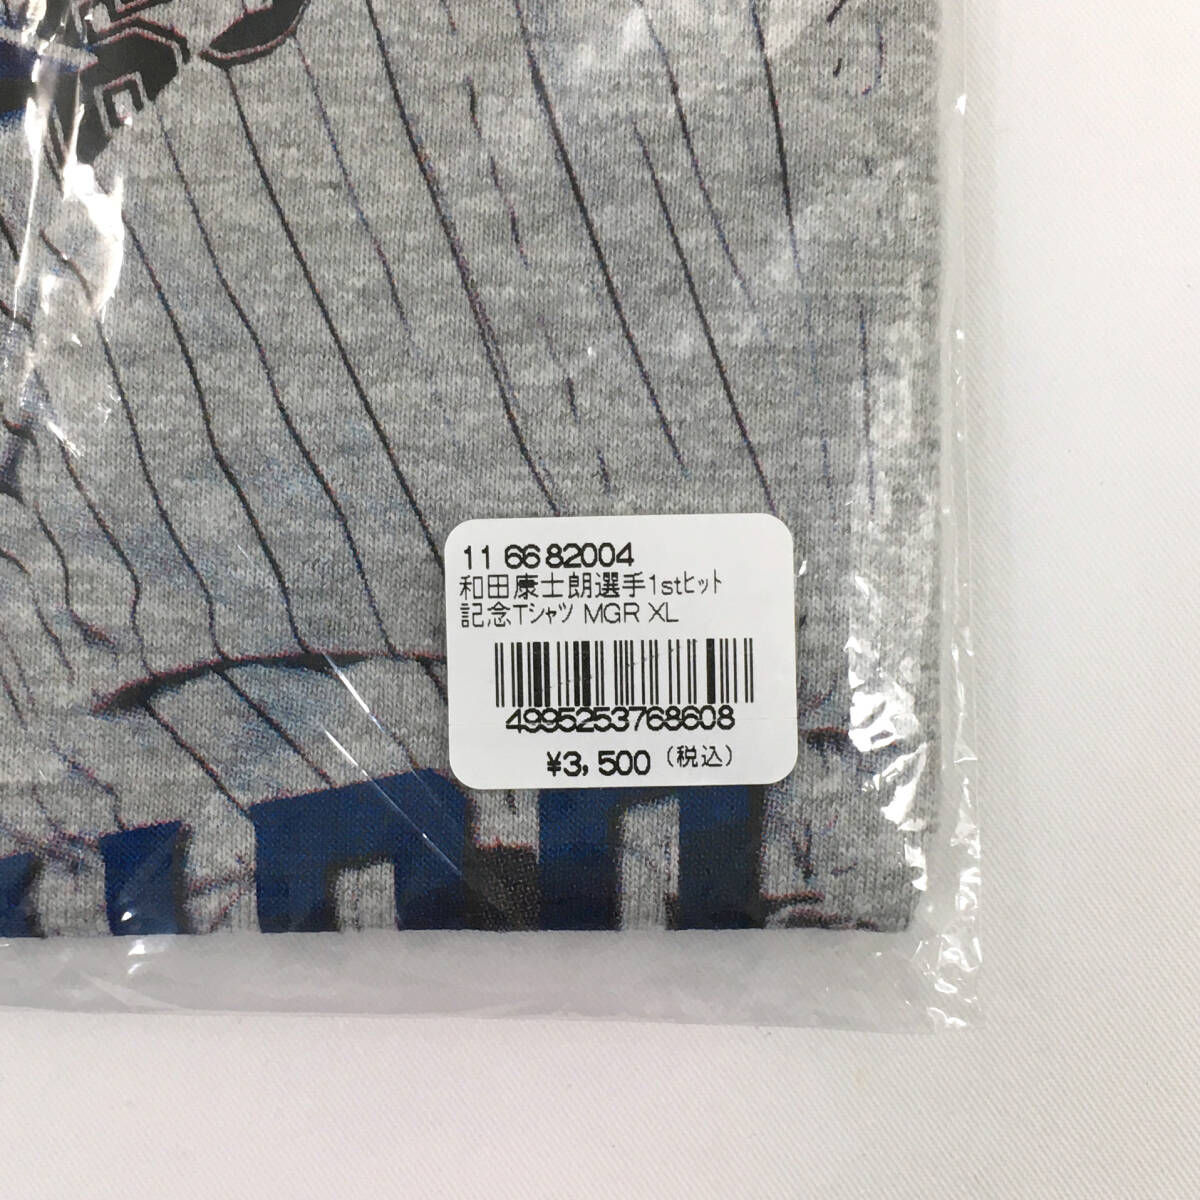 11 66 82004
和田康士朗選手1stﾋｯﾄ
記念Tｼｬﾂ MGR XL
4995253768608
¥3,500（税込）